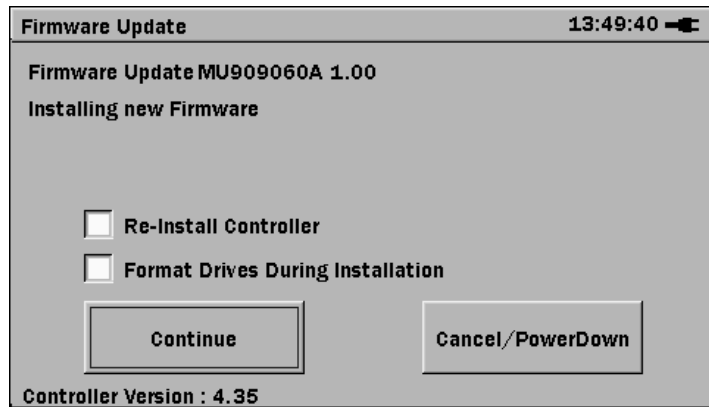 Firmware Update 13:49:40
Firmware Update MU909060A 1.00
Installing new Firmware
Re-Install Controller
Format Drives During Installation
Continue Cancel/PowerDown
Controller Version : 4.35